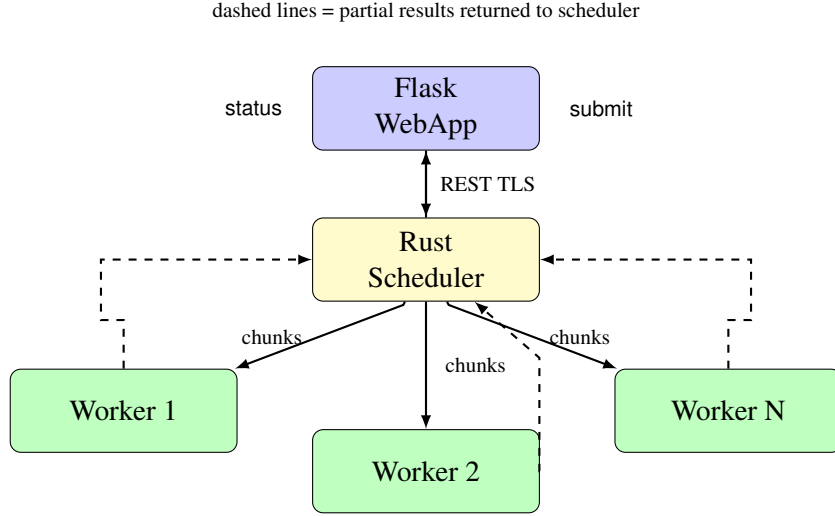 dashed lines = partial results returned to scheduler
status
Flask
WebApp
submit
REST TLS
Rust
Scheduler
chunks
chunks
chunks
Worker 1
Worker 2
Worker N